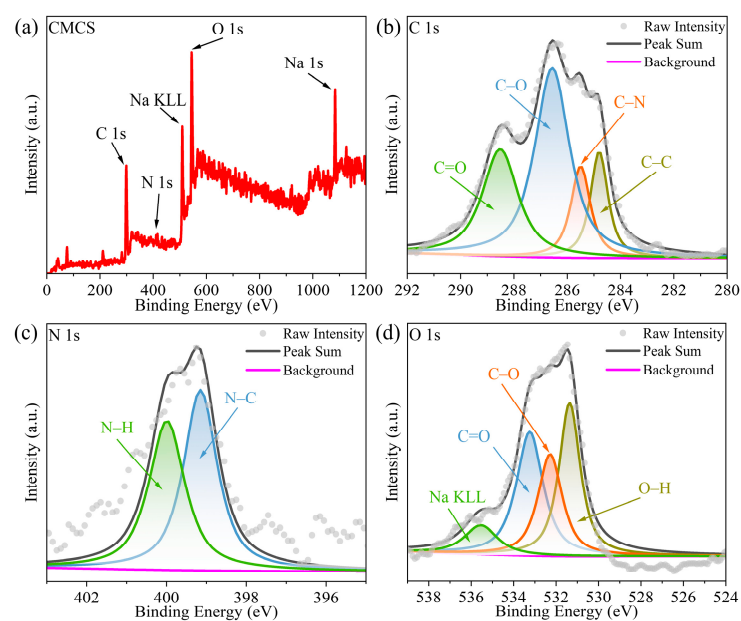 (a)
CMCS
O 1s
Na 1s
Na KLL
C 1s
N 1s
Intensity (a.u.)
0 200 400 600 800 1000 1200
Binding Energy (eV)
(b)
C 1s
Raw Intensity
Peak Sum
Background
C–O
C–N
C=O
C–C
Intensity (a.u.)
292 290 288 286 284 282 280
Binding Energy (eV)
(c)
N 1s
Raw Intensity
Peak Sum
Background
N–C
N–H
Intensity (a.u.)
402 400 398 396
Binding Energy (eV)
(d)
O 1s
Raw Intensity
Peak Sum
Background
C–O
C=O
Na KLL
O–H
Intensity (a.u.)
538 536 534 532 530 528 526 524
Binding Energy (eV)